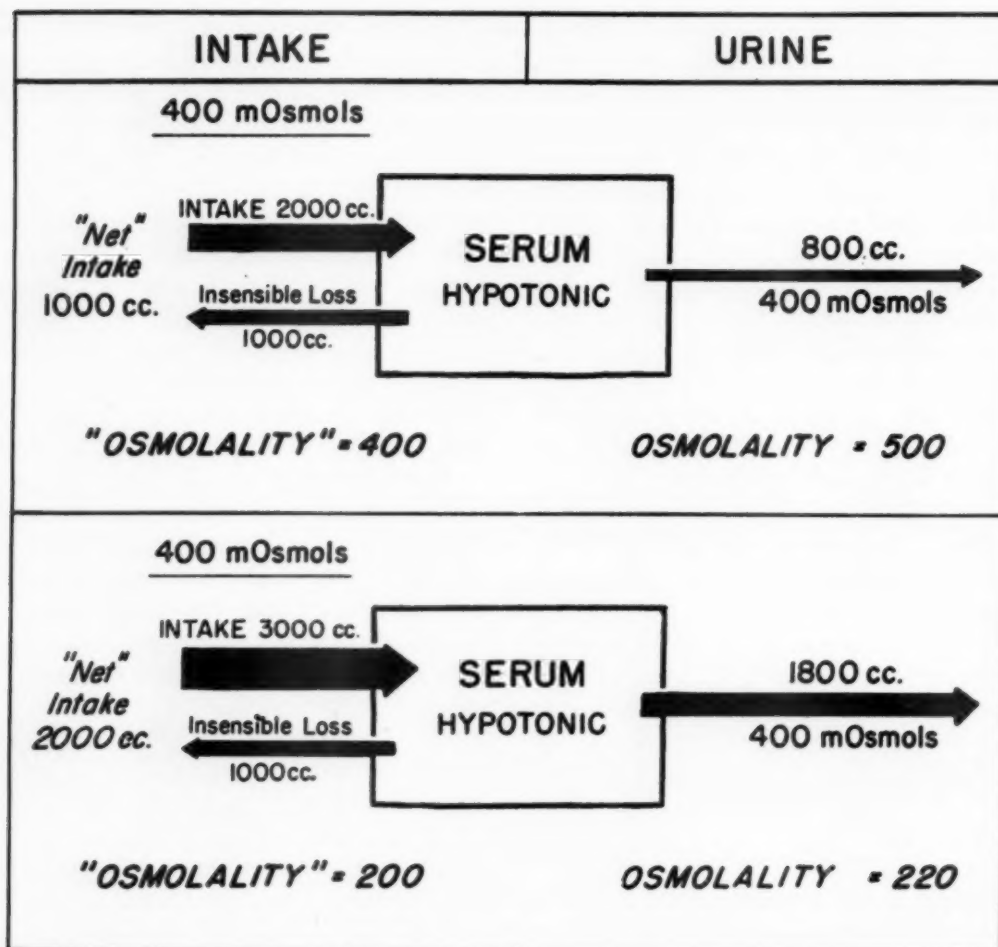 INTAKE
URINE
400 mOsmols
INTAKE 2000 cc.
"Net"
Intake
1000 cc.
Insensible Loss
1000cc.
SERUM
HYPOTONIC
800 cc.
400 mOsmols
"OSMOLALITY" = 400
OSMOLALITY = 500
400 mOsmols
INTAKE 3000 cc.
"Net"
Intake
2000 cc.
Insensible Loss
1000cc.
SERUM
HYPOTONIC
1800 cc.
400 mOsmols
"OSMOLALITY" = 200
OSMOLALITY = 220